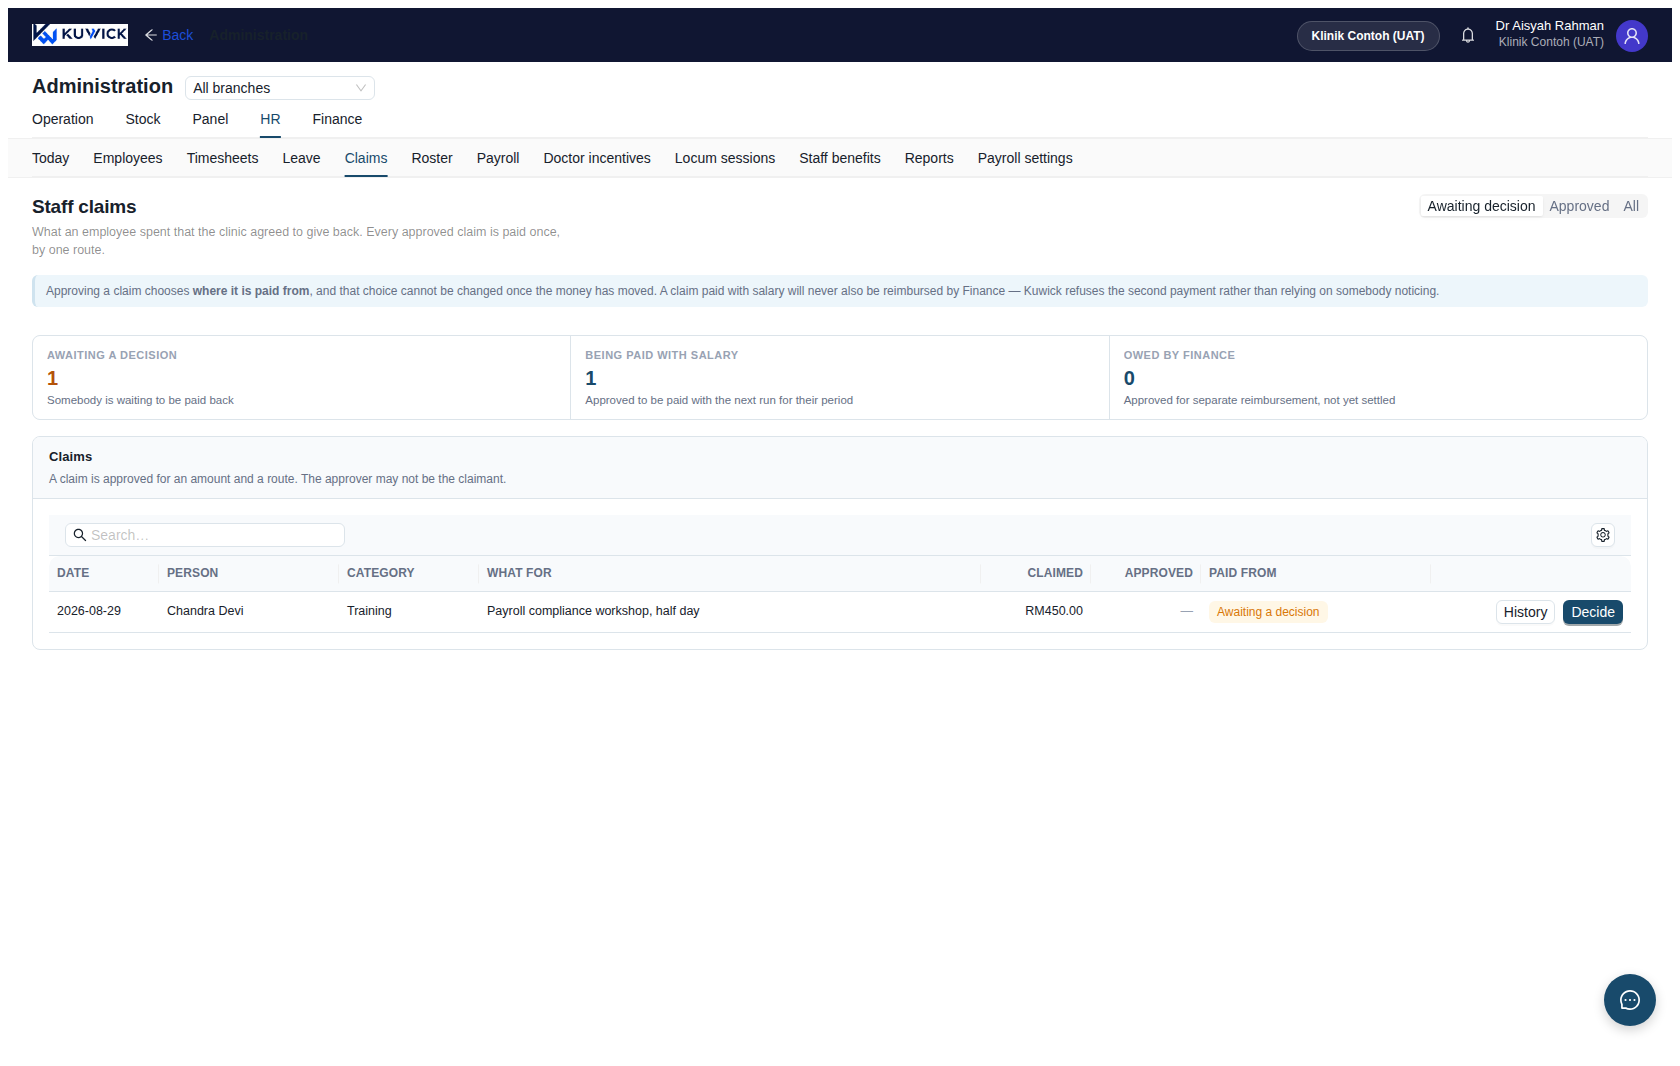 KUWICK
Back
Administration
Klinik Contoh (UAT)
Dr Aisyah Rahman
Klinik Contoh (UAT)
Administration
All branches
Operation
Stock
Panel
HR
Finance
Today
Employees
Timesheets
Leave
Claims
Roster
Payroll
Doctor incentives
Locum sessions
Staff benefits
Reports
Payroll settings
Staff claims
Awaiting decision
Approved
All
What an employee spent that the clinic agreed to give back. Every approved claim is paid once,
by one route.
Approving a claim chooses where it is paid from, and that choice cannot be changed once the money has moved. A claim paid with salary will never also be reimbursed by Finance — Kuwick refuses the second payment rather than relying on somebody noticing.
AWAITING A DECISION
1
Somebody is waiting to be paid back
BEING PAID WITH SALARY
1
Approved to be paid with the next run for their period
OWED BY FINANCE
0
Approved for separate reimbursement, not yet settled
Claims
A claim is approved for an amount and a route. The approver may not be the claimant.
Search…
DATE
PERSON
CATEGORY
WHAT FOR
CLAIMED
APPROVED
PAID FROM
2026-08-29
Chandra Devi
Training
Payroll compliance workshop, half day
RM450.00
—
Awaiting a decision
History
Decide